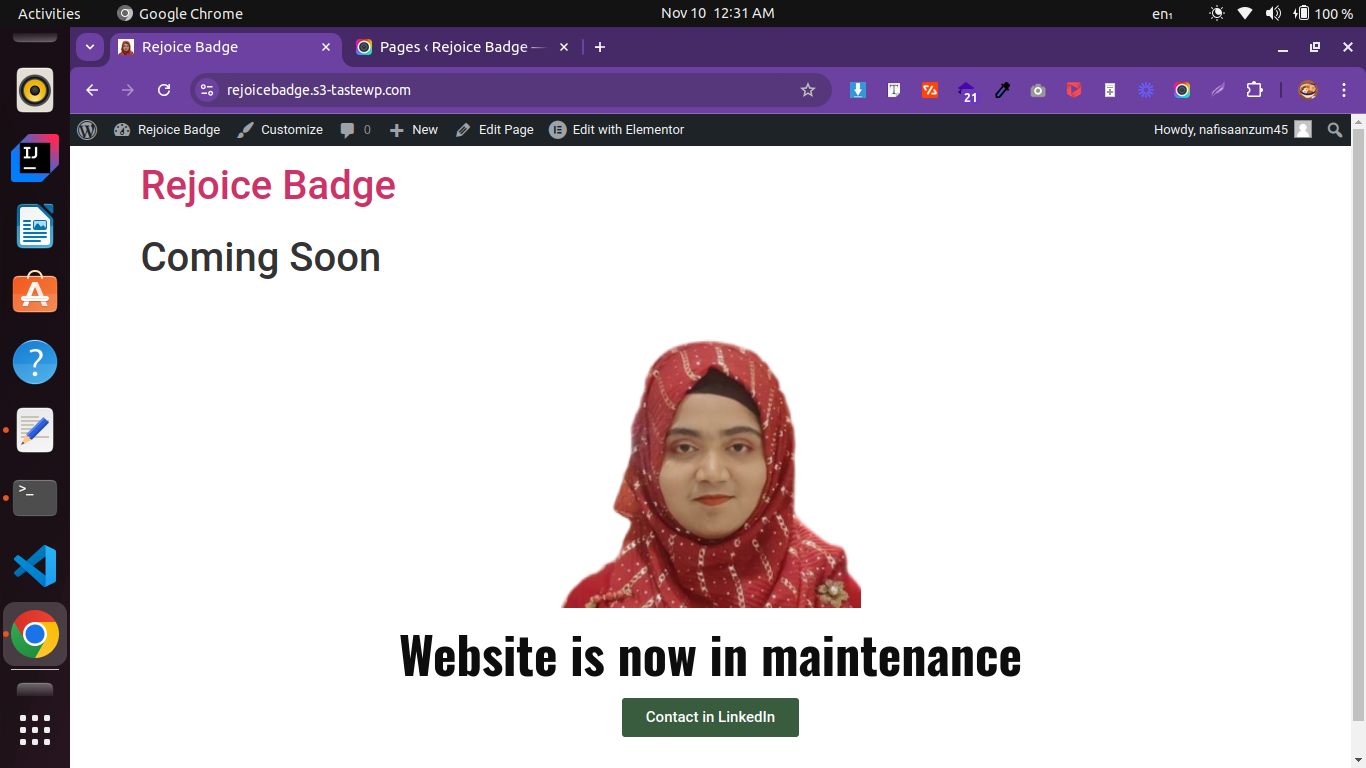 Activities Google Chrome Nov 10 12:31 AM en₁ 100 %
Rejoice Badge Pages ‹ Rejoice Badge —
rejoicebadge.s3-tastewp.com 21
Rejoice Badge Customize 0 New Edit Page Edit with Elementor Howdy, nafisaanzum45
Rejoice Badge
Coming Soon
Website is now in maintenance
Contact in LinkedIn